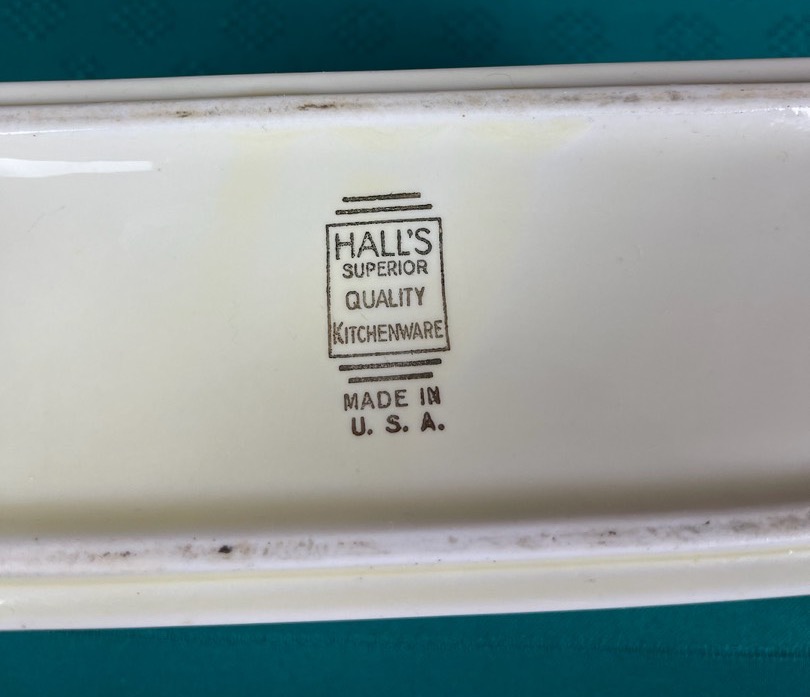 HALL'S
SUPERIOR
QUALITY
KITCHENWARE
MADE IN
U. S. A.